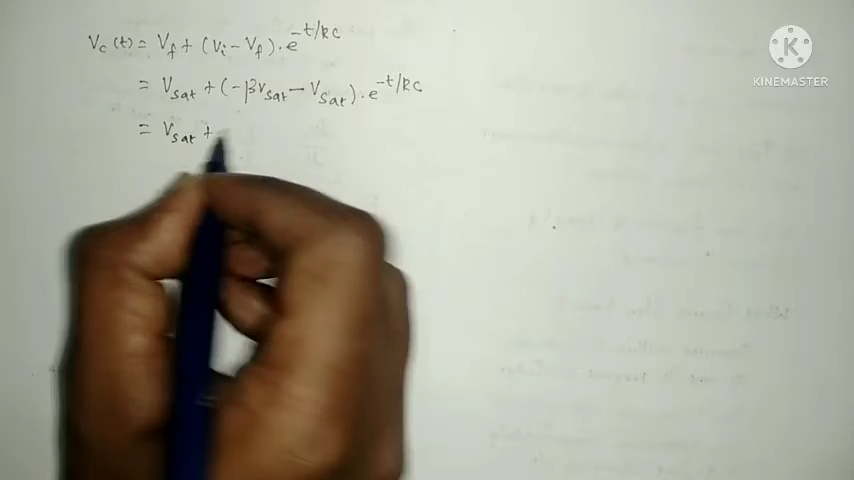 Vc(t) = Vf + (Vi - Vf) . e^-t/RC
= Vsat + (-βVsat - Vsat) . e^-t/RC
= Vsat +
KINEMASTER